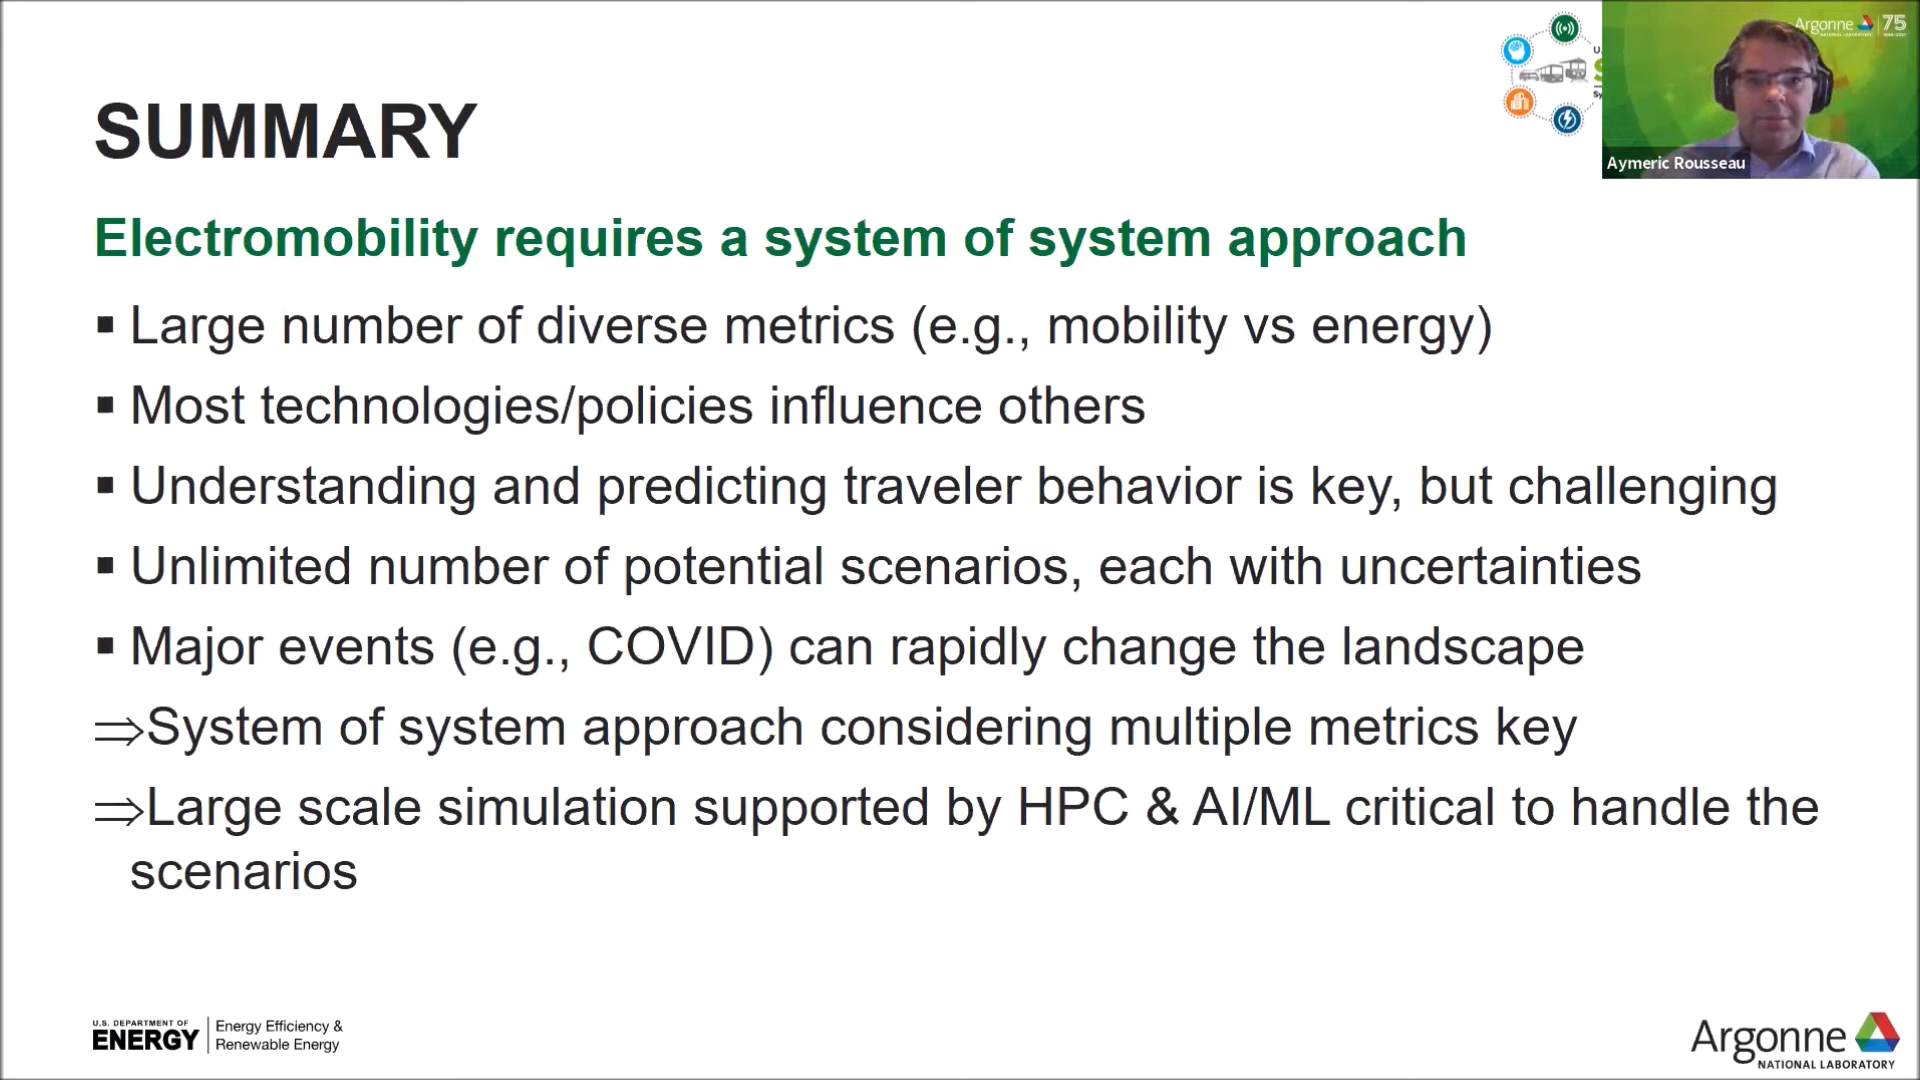 SUMMARY
Argonne
75
Aymeric Rousseau
Electromobility requires a system of system approach
▪ Large number of diverse metrics (e.g., mobility vs energy)
▪ Most technologies/policies influence others
▪ Understanding and predicting traveler behavior is key, but challenging
▪ Unlimited number of potential scenarios, each with uncertainties
▪ Major events (e.g., COVID) can rapidly change the landscape
⇒System of system approach considering multiple metrics key
⇒Large scale simulation supported by HPC & AI/ML critical to handle the
scenarios
U.S. DEPARTMENT OF
ENERGY
Energy Efficiency &
Renewable Energy
Argonne
NATIONAL LABORATORY